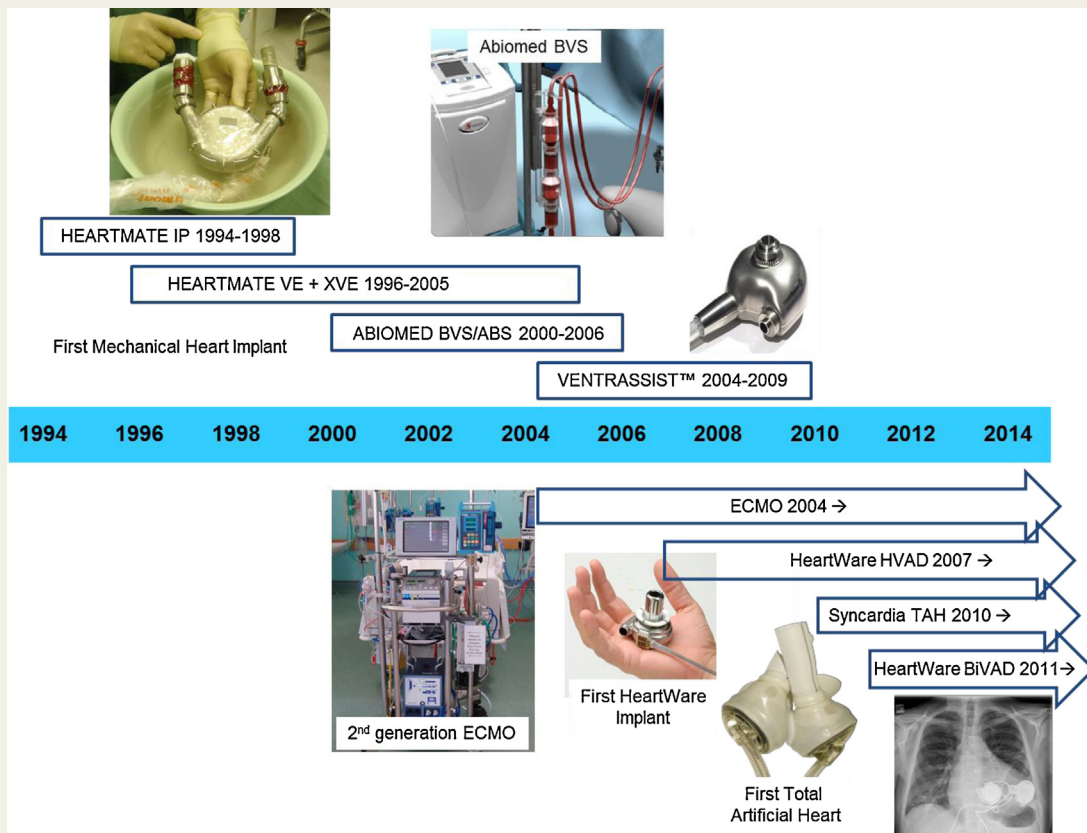 Abiomed BVS
HEARTMATE IP 1994-1998
HEARTMATE VE + XVE 1996-2005
ABIOMED BVS/ABS 2000-2006
First Mechanical Heart Implant
VENTRASSIST™ 2004-2009
1994 1996 1998 2000 2002 2004 2006 2008 2010 2012 2014
ECMO 2004 →
HeartWare HVAD 2007 →
Syncardia TAH 2010 →
HeartWare BiVAD 2011→
First HeartWare
Implant
2nd generation ECMO
First Total
Artificial Heart